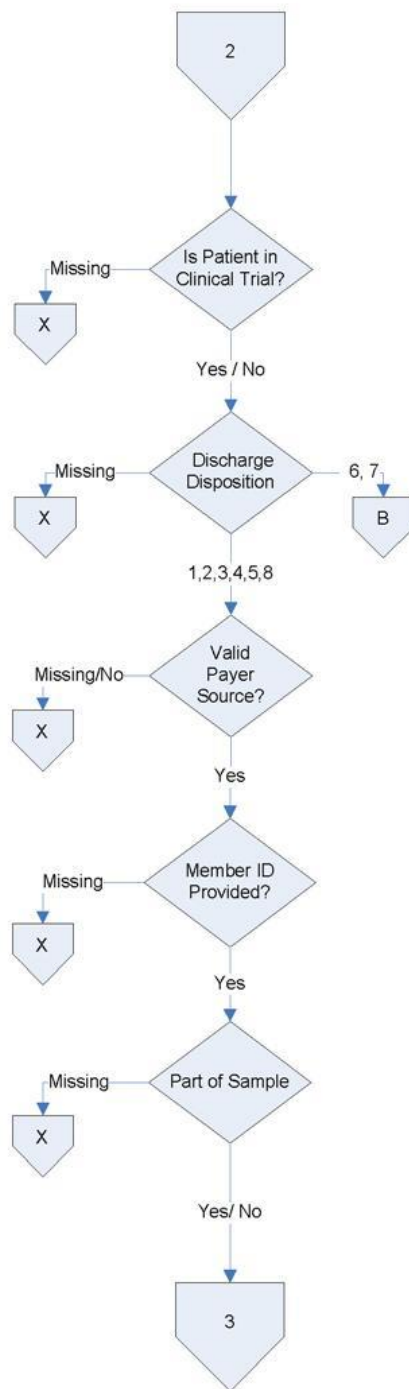 2
Is Patient in
Clinical Trial?
Missing
X
Yes / No
Discharge
Disposition
Missing
X
6, 7
B
1,2,3,4,5,8
Valid
Payer
Source?
Missing/No
X
Yes
Member ID
Provided?
Missing
X
Yes
Part of Sample
Missing
X
Yes/ No
3